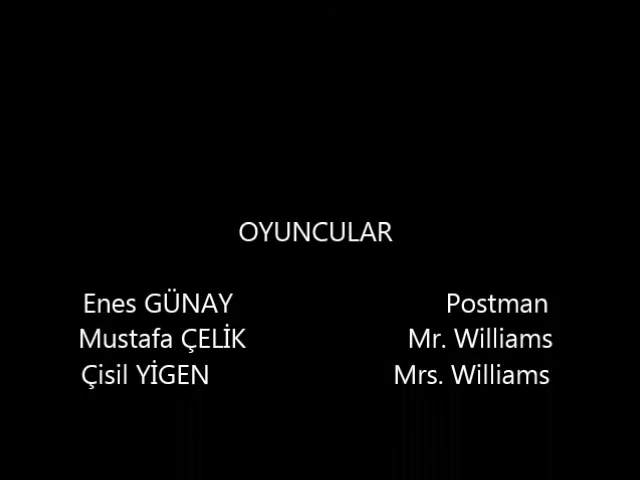 OYUNCULAR
Enes GÜNAY Postman
Mustafa ÇELİK Mr. Williams
Çisil YİGEN Mrs. Williams